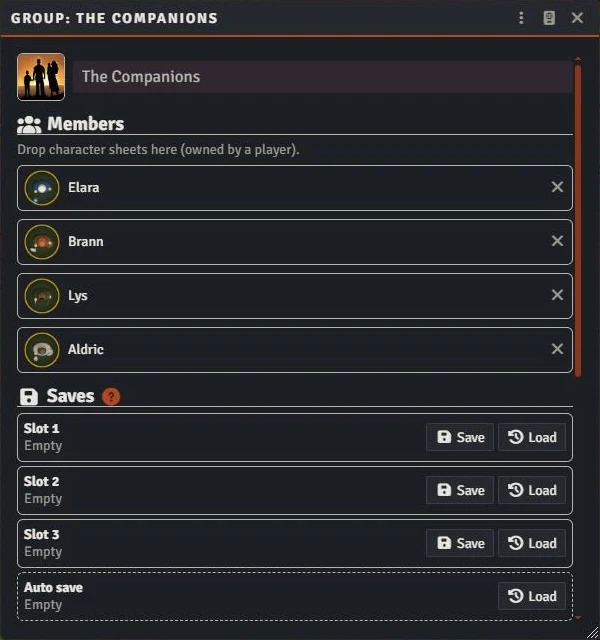 GROUP: THE COMPANIONS
The Companions
Members
Drop character sheets here (owned by a player).
Elara
Brann
Lys
Aldric
Saves ?
Slot 1
Empty
Save Load
Slot 2
Empty
Save Load
Slot 3
Empty
Save Load
Auto save
Empty
Load